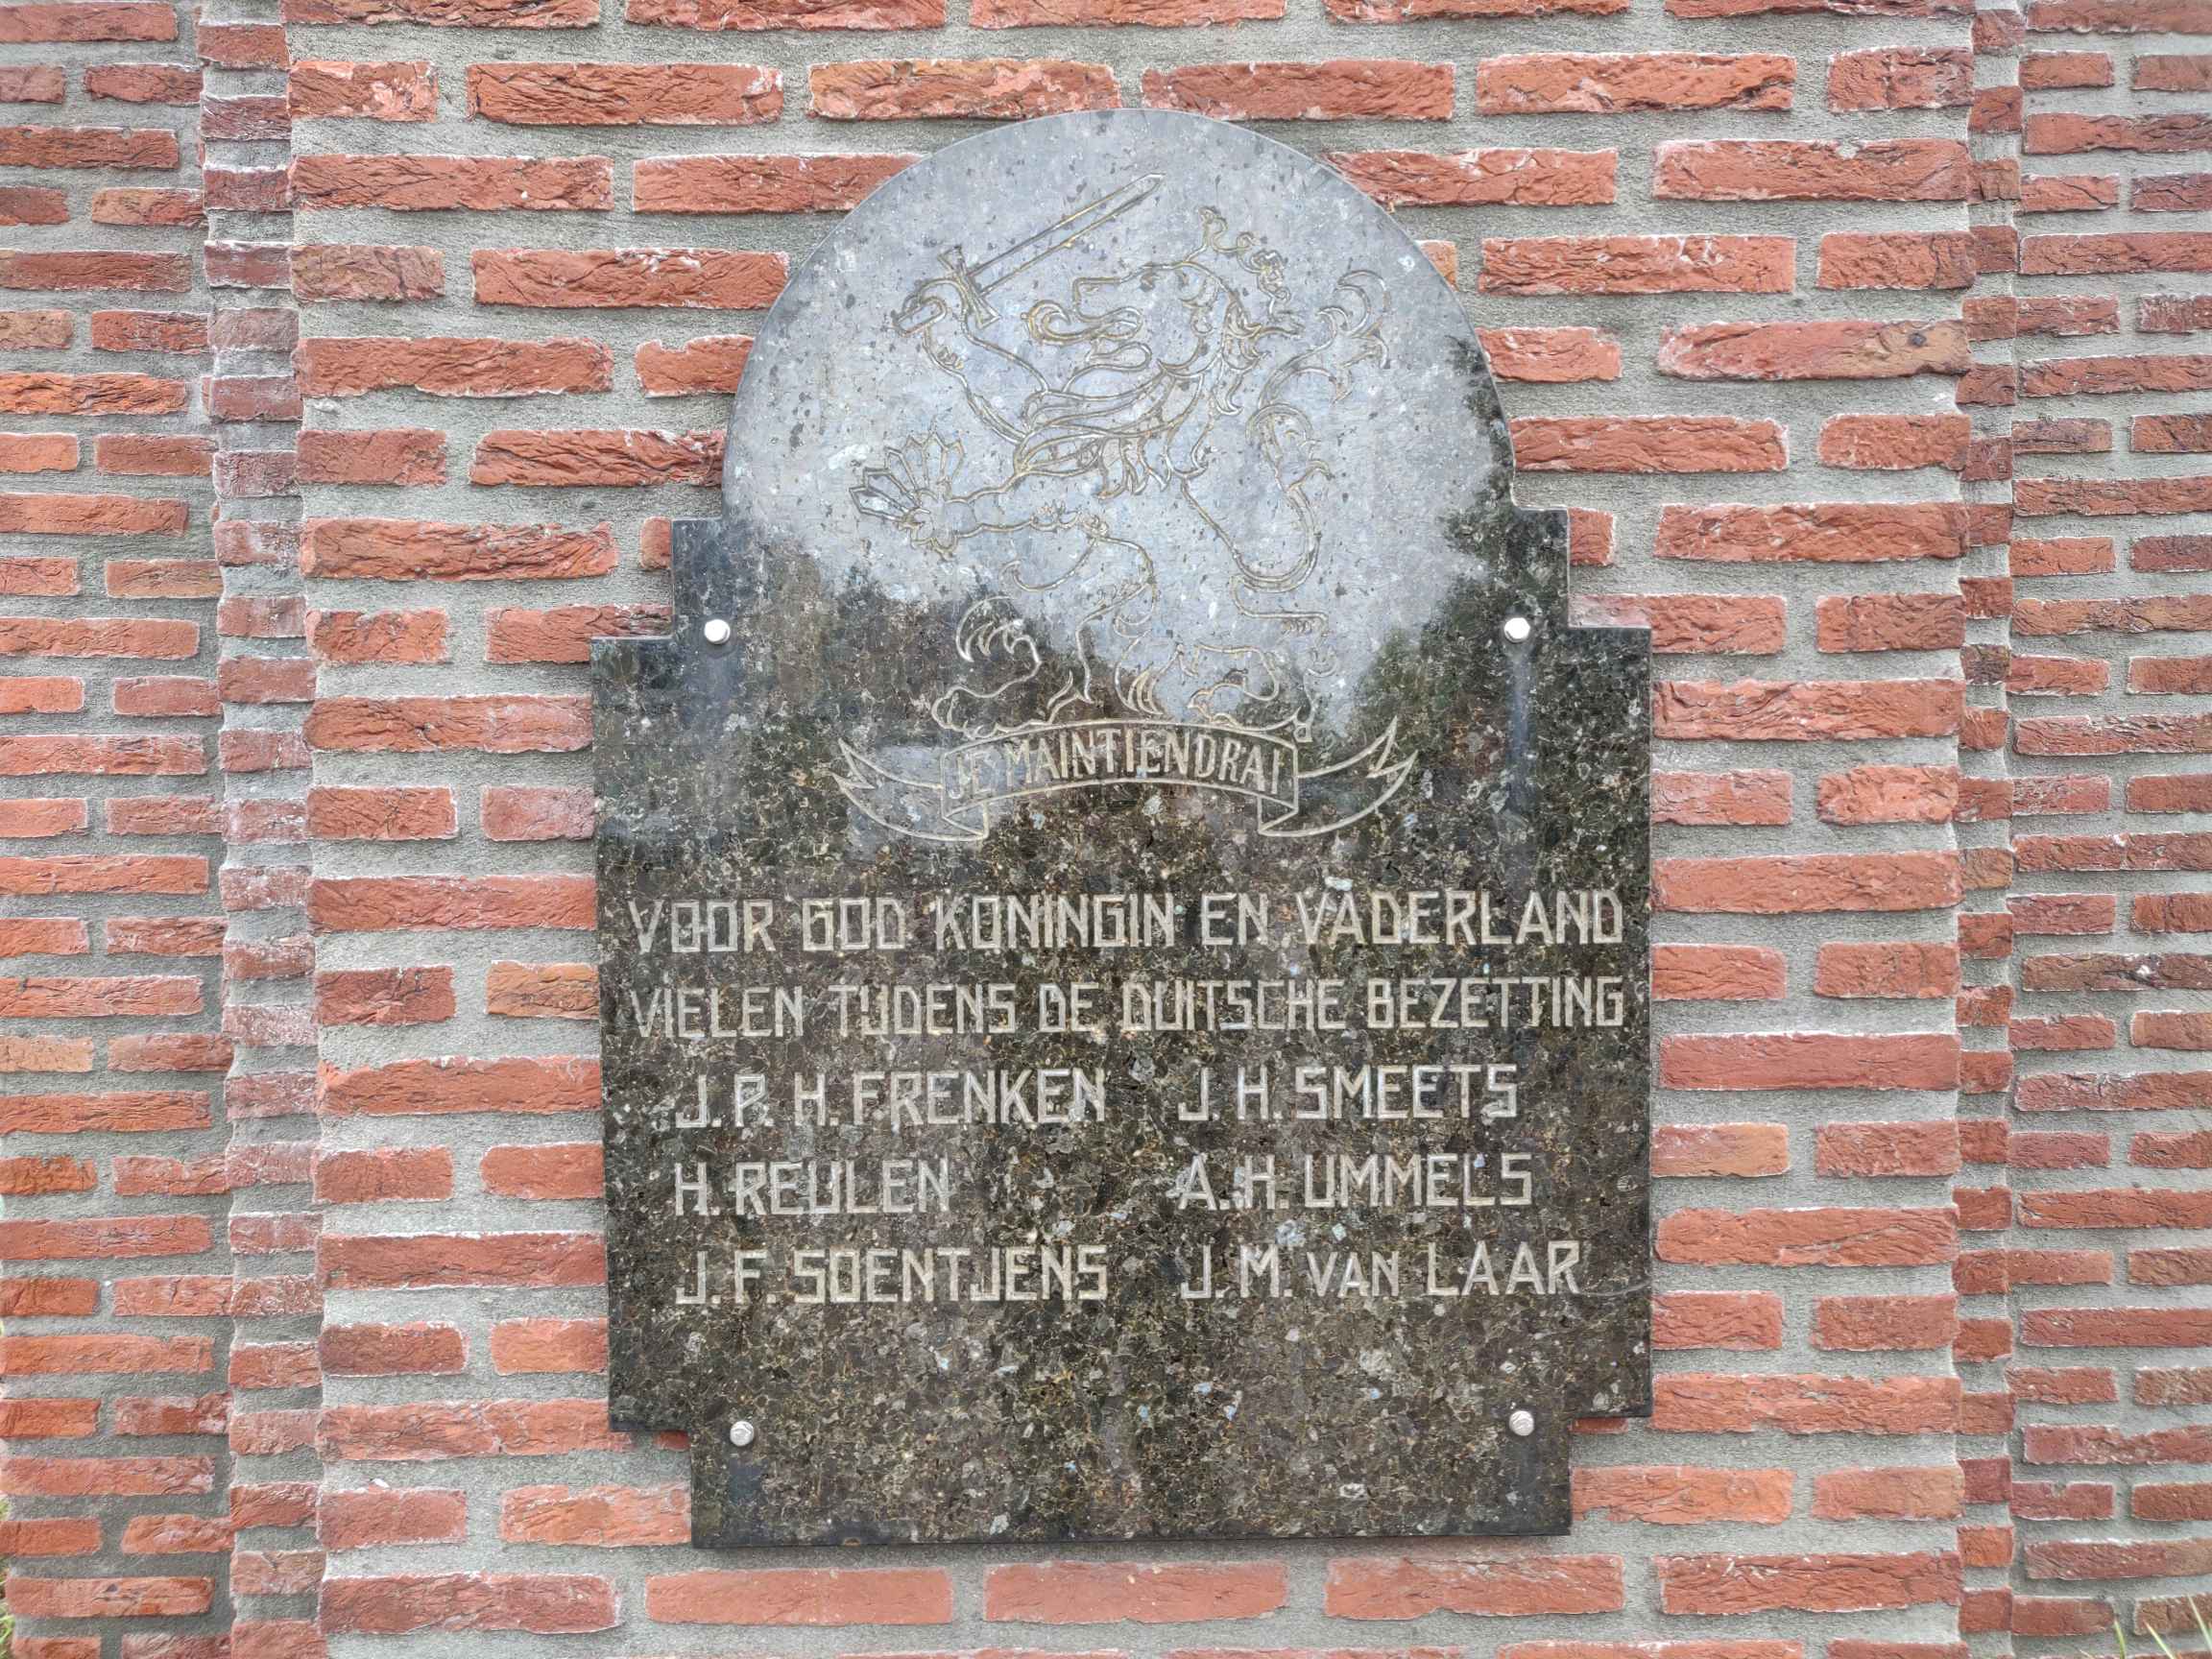 JE MAINTIENDRAI
VOOR GOD KONINGIN EN VADERLAND
VIELEN TIJDENS DE DUITSCHE BEZETTING
J. P. H. FRENKEN J. H. SMEETS
H. REULEN A. H. UMMELS
J. F. SOENTJENS J. M. VAN LAAR